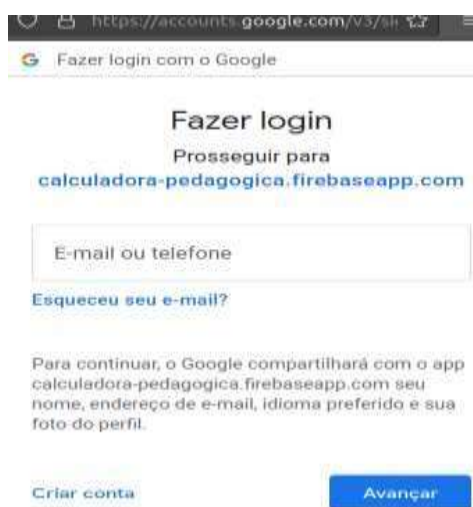 https://accounts.google.com/v3/si
Fazer login com o Google
Fazer login
Prosseguir para
calculadora-pedagogica.firebaseapp.com
E-mail ou telefone
Esqueceu seu e-mail?
Para continuar, o Google compartilhará com o app
calculadora-pedagogica.firebaseapp.com seu
nome, endereço de e-mail, idioma preferido e sua
foto do perfil.
Criar conta
Avançar